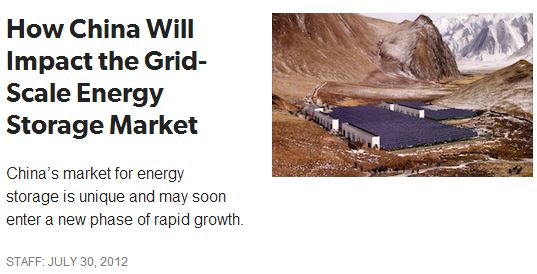 How China Will
Impact the Grid-
Scale Energy
Storage Market
China’s market for energy
storage is unique and may soon
enter a new phase of rapid growth.
STAFF: JULY 30, 2012